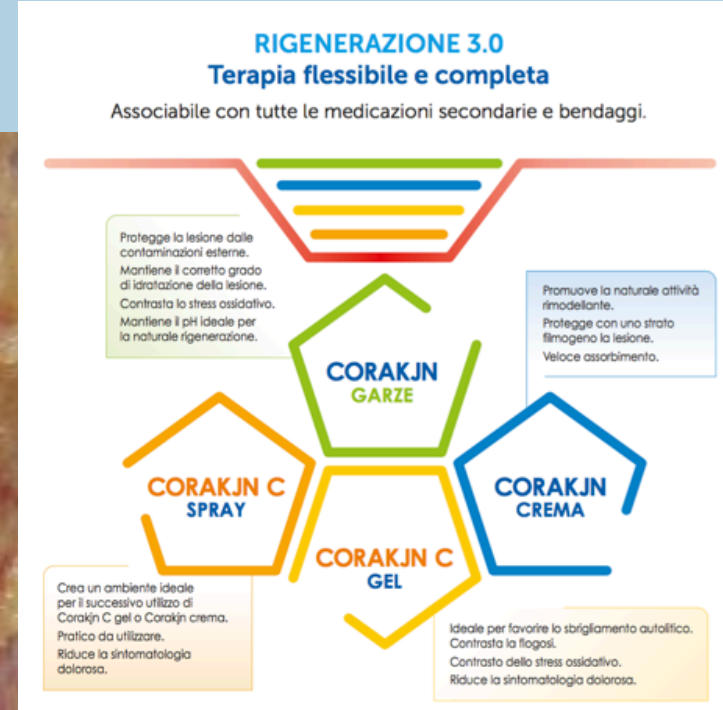 RIGENERAZIONE 3.0
Terapia flessibile e completa
Associabile con tutte le medicazioni secondarie e bendaggi.
Protegge la lesione dalle
contaminazioni esterne.
Mantiene il corretto grado
di idratazione della lesione.
Contrasta lo stress ossidativo.
Mantiene il pH ideale per
la naturale rigenerazione.
Promuove la naturale attività
rimodellante.
Protegge con uno strato
filmogeno la lesione.
Veloce assorbimento.
CORAKJN
GARZE
CORAKJN C
SPRAY
CORAKJN
CREMA
CORAKJN C
GEL
Crea un ambiente ideale
per il successivo utilizzo di
Corakjn C gel o Corakjn crema.
Pratico da utilizzare.
Riduce la sintomatologia
dolorosa.
Ideale per favorire lo sbrigliamento autolitico.
Contrasta la flogosi.
Contrasto dello stress ossidativo.
Riduce la sintomatologia dolorosa.